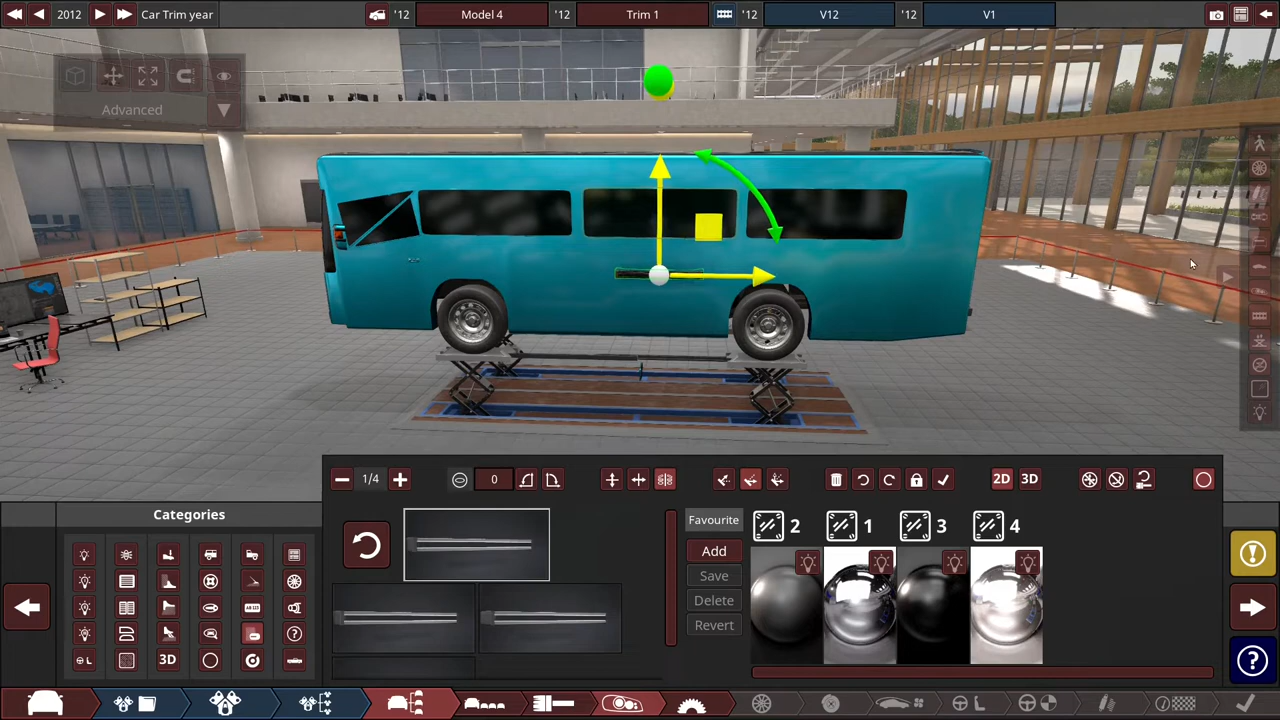 2012 Car Trim year '12 Model 4 '12 Trim 1 '12 V12 '12 V1
Advanced
1/4 0 2D 3D
Categories
Favourite 2 1 3 4
Add
Save
Delete
Revert
3D
L
?